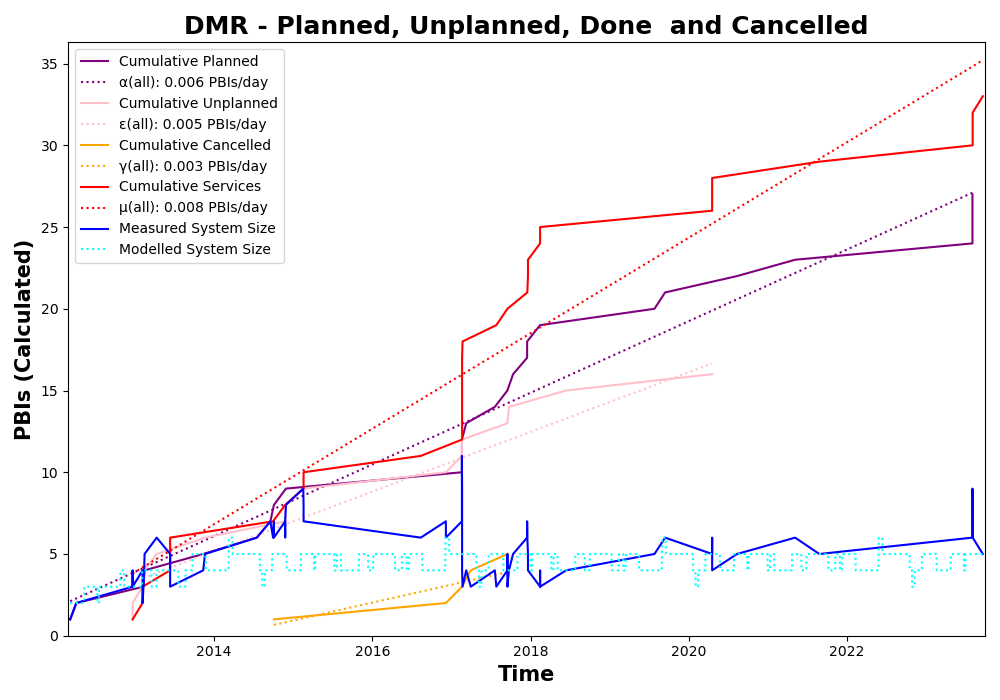 DMR - Planned, Unplanned, Done  and Cancelled
Cumulative Planned
α(all): 0.006 PBIs/day
Cumulative Unplanned
ε(all): 0.005 PBIs/day
Cumulative Cancelled
γ(all): 0.003 PBIs/day
Cumulative Services
μ(all): 0.008 PBIs/day
Measured System Size
Modelled System Size
PBIs (Calculated)
35
30
25
20
15
10
5
0
2014 2016 2018 2020 2022
Time